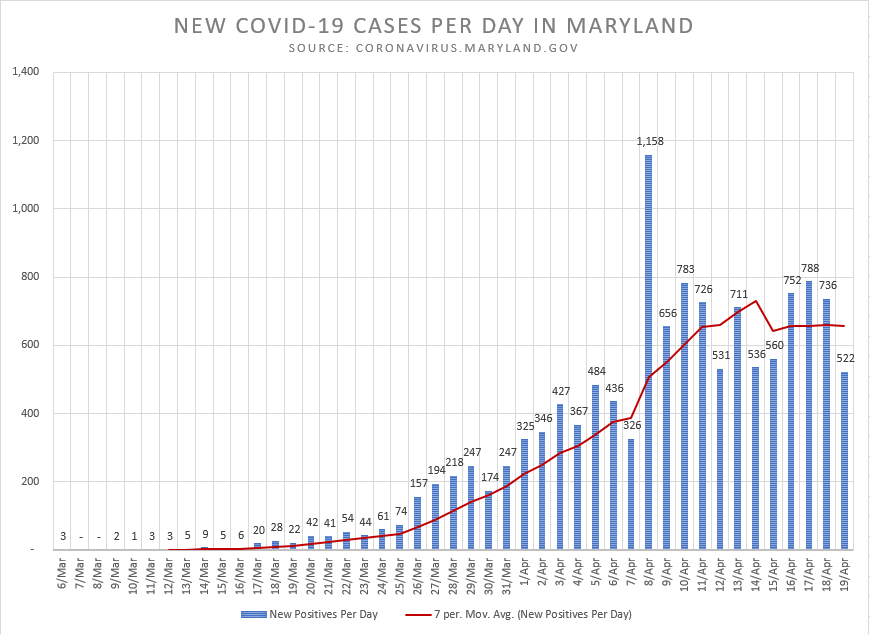 NEW COVID-19 CASES PER DAY IN MARYLAND
SOURCE: CORONAVIRUS.MARYLAND.GOV
1,400
1,200
1,000
800
600
400
200
-
3
-
-
2
1
3
3
5
9
5
6
20
28
22
42
41
54
44
61
74
157
194
218
247
174
247
325
346
427
367
484
436
326
1,158
656
783
726
531
711
536
560
752
788
736
522
6/Mar
7/Mar
8/Mar
9/Mar
10/Mar
11/Mar
12/Mar
13/Mar
14/Mar
15/Mar
16/Mar
17/Mar
18/Mar
19/Mar
20/Mar
21/Mar
22/Mar
23/Mar
24/Mar
25/Mar
26/Mar
27/Mar
28/Mar
29/Mar
30/Mar
31/Mar
1/Apr
2/Apr
3/Apr
4/Apr
5/Apr
6/Apr
7/Apr
8/Apr
9/Apr
10/Apr
11/Apr
12/Apr
13/Apr
14/Apr
15/Apr
16/Apr
17/Apr
18/Apr
19/Apr
New Positives Per Day
7 per. Mov. Avg. (New Positives Per Day)